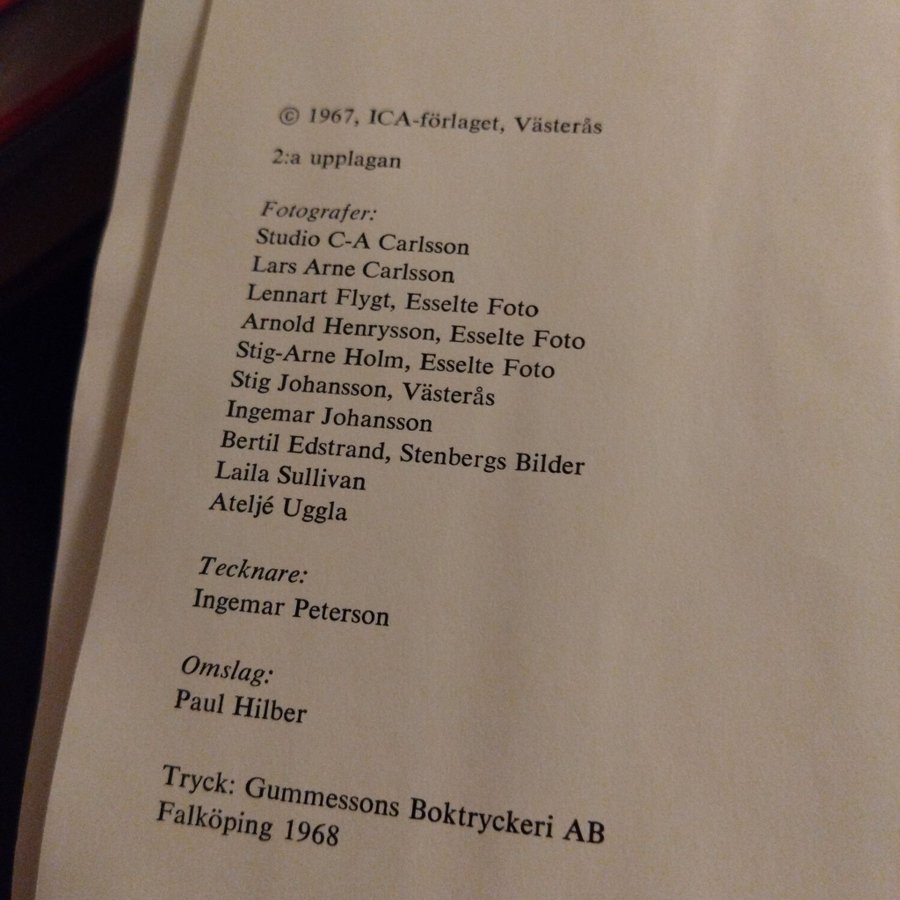 © 1967, ICA-förlaget, Västerås
2:a upplagan
Fotografer:
Studio C-A Carlsson
Lars Arne Carlsson
Lennart Flygt, Esselte Foto
Arnold Henrysson, Esselte Foto
Stig-Arne Holm, Esselte Foto
Stig Johansson, Västerås
Ingemar Johansson
Bertil Edstrand, Stenbergs Bilder
Laila Sullivan
Ateljé Uggla
Tecknare:
Ingemar Peterson
Omslag:
Paul Hilber
Tryck: Gummessons Boktryckeri AB
Falköping 1968